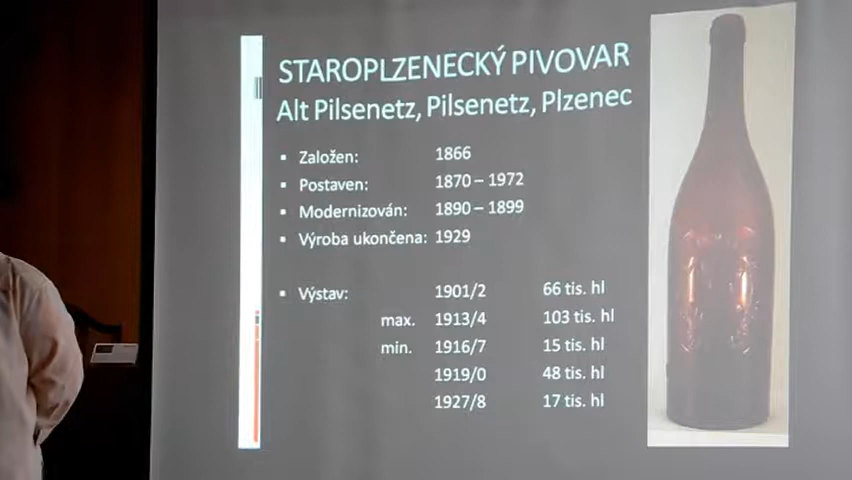 STAROPLZENECKÝ PIVOVAR
Alt Pilsenetz, Pilsenetz, Plzenec
▪ Založen: 1866
▪ Postaven: 1870 – 1972
▪ Modernizován: 1890 – 1899
▪ Výroba ukončena: 1929
▪ Výstav: 1901/2 66 tis. hl
max. 1913/4 103 tis. hl
min. 1916/7 15 tis. hl
1919/0 48 tis. hl
1927/8 17 tis. hl